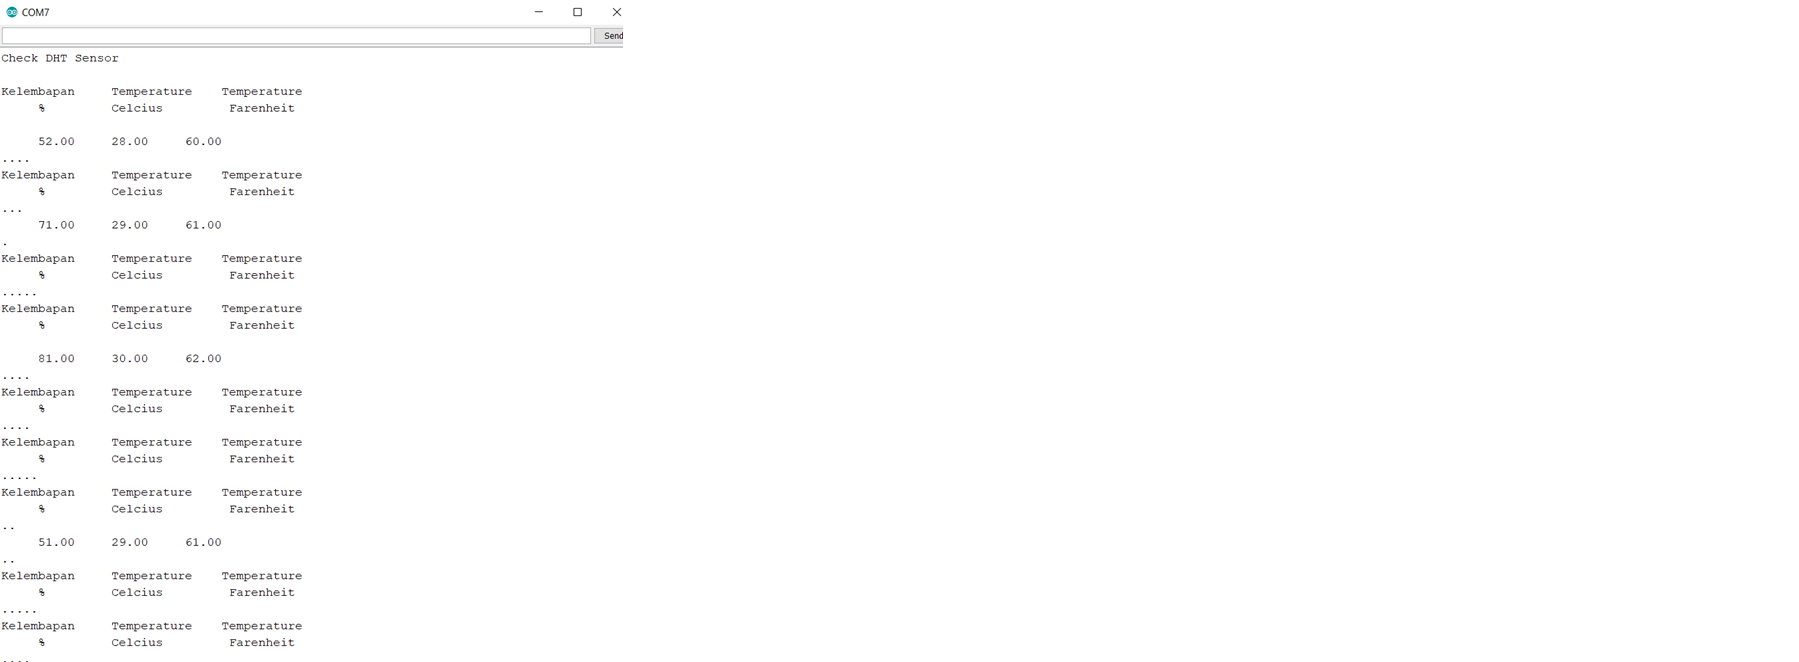 COM7
Send
Check DHT Sensor
Kelembapan Temperature Temperature
% Celcius Farenheit
52.00 28.00 60.00
....
Kelembapan Temperature Temperature
% Celcius Farenheit
...
71.00 29.00 61.00
.
Kelembapan Temperature Temperature
% Celcius Farenheit
.....
Kelembapan Temperature Temperature
% Celcius Farenheit
81.00 30.00 62.00
....
Kelembapan Temperature Temperature
% Celcius Farenheit
....
Kelembapan Temperature Temperature
% Celcius Farenheit
.....
Kelembapan Temperature Temperature
% Celcius Farenheit
..
51.00 29.00 61.00
..
Kelembapan Temperature Temperature
% Celcius Farenheit
.....
Kelembapan Temperature Temperature
% Celcius Farenheit
....